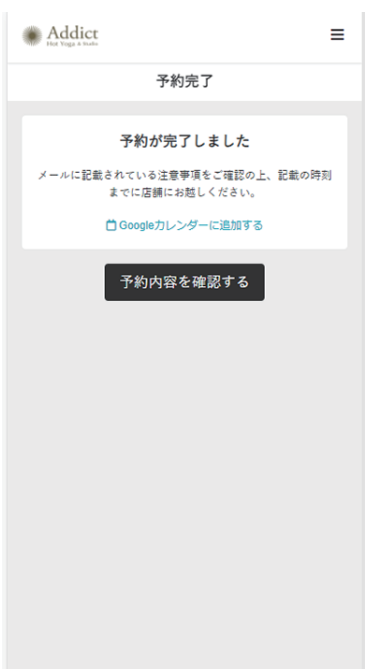 Addict
Hot Yoga & Studio
予約完了
予約が完了しました
メールに記載されている注意事項をご確認の上、記載の時刻
までに店舗にお越しください。
Googleカレンダーに追加する
予約内容を確認する